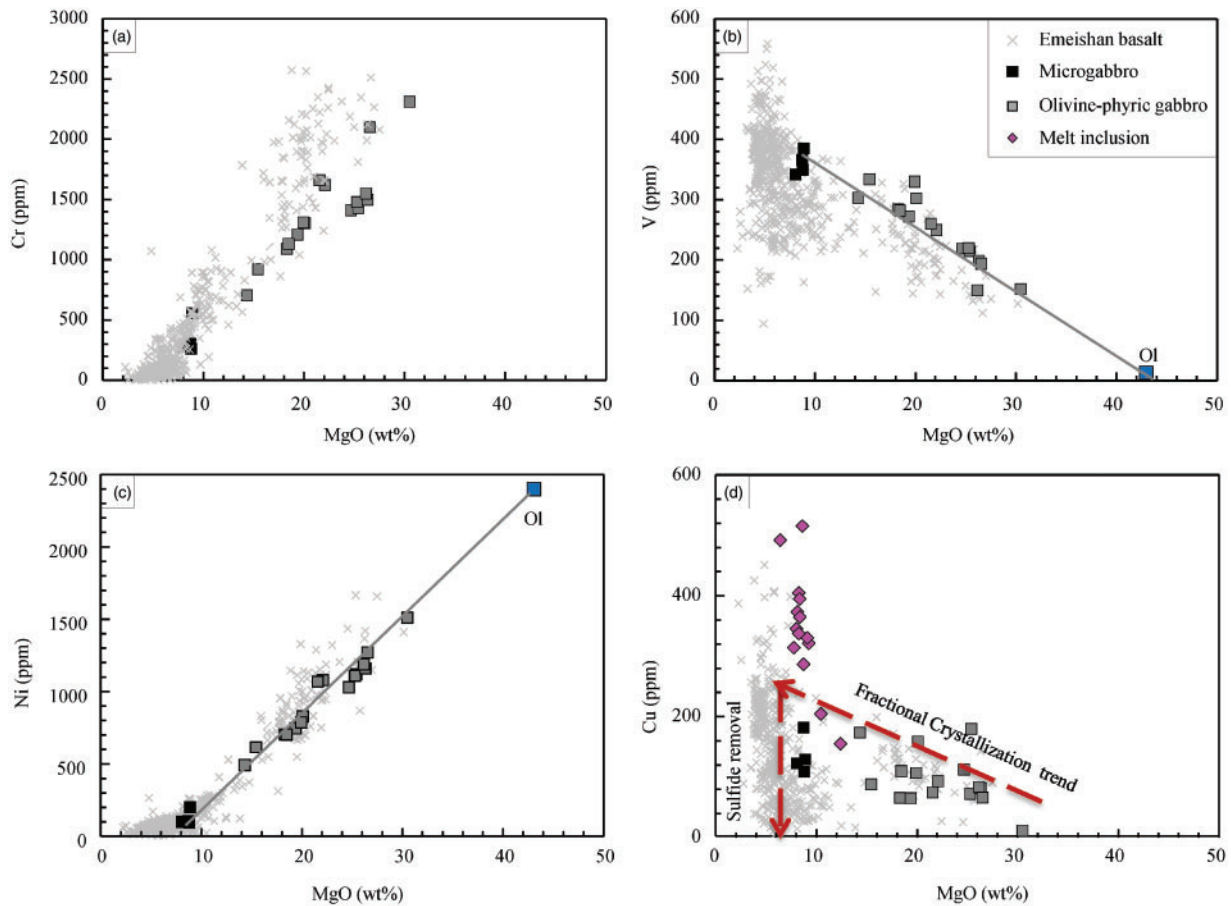 (a)
3000
2500
2000
1500
1000
500
0
Cr (ppm)
0 10 20 30 40 50
MgO (wt%)
(b)
600
500
400
300
200
100
0
V (ppm)
Emeishan basalt
Microgabbro
Olivine-phyric gabbro
Melt inclusion
Ol
0 10 20 30 40 50
MgO (wt%)
(c)
2500
2500
2000
1500
1000
500
0
Ni (ppm)
Ol
0 10 20 30 40 50
MgO (wt%)
(d)
600
400
200
0
Cu (ppm)
Sulfide removal
Fractional Crystallization trend
0 10 20 30 40 50
MgO (wt%)